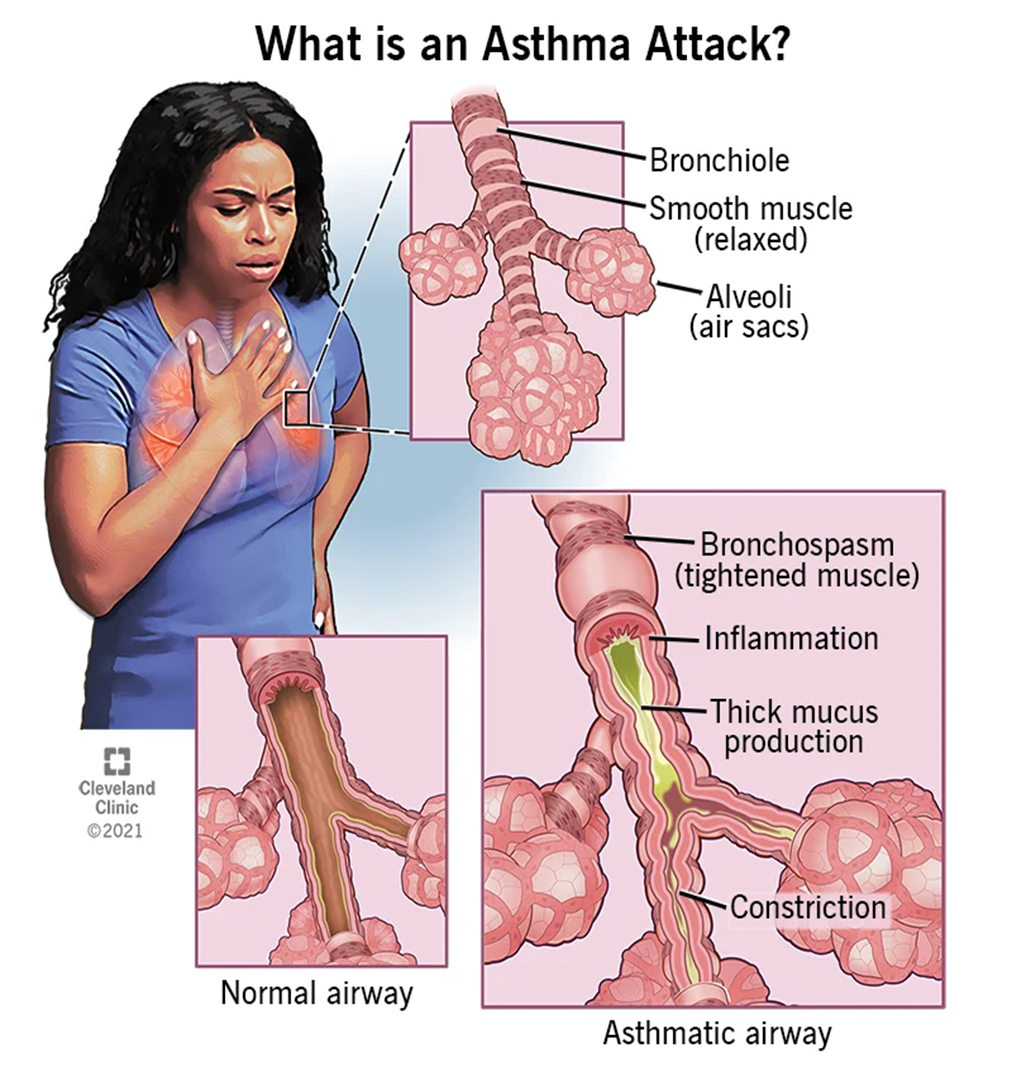 What is an Asthma Attack?
Bronchiole
Smooth muscle
(relaxed)
Alveoli
(air sacs)
Bronchospasm
(tightened muscle)
Inflammation
Thick mucus
production
Constriction
Cleveland
Clinic
©2021
Normal airway
Asthmatic airway